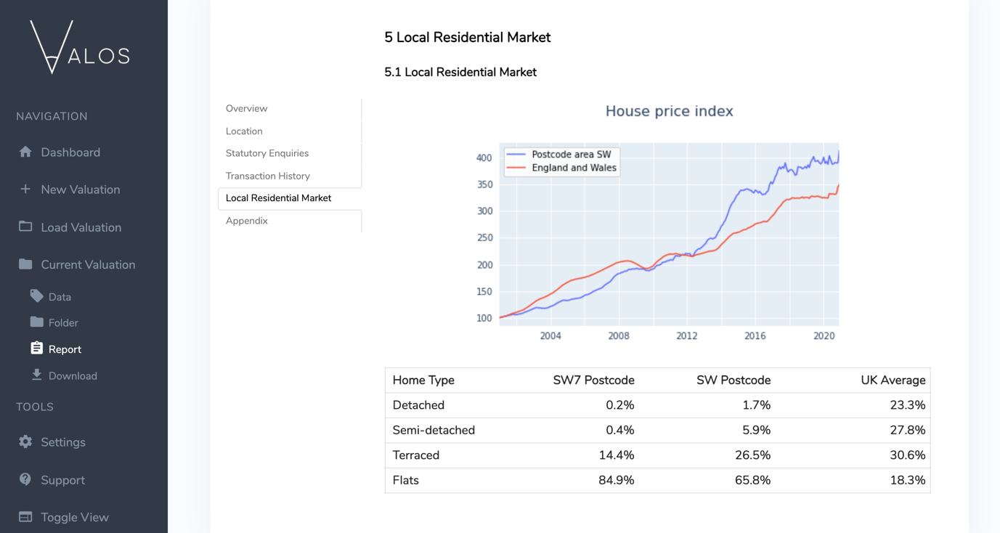 VALOS
NAVIGATION
Dashboard
New Valuation
Load Valuation
Current Valuation
Data
Folder
Report
Download
TOOLS
Settings
Support
Toggle View
Overview
Location
Statutory Enquiries
Transaction History
Local Residential Market
Appendix
5 Local Residential Market
5.1 Local Residential Market
House price index
Postcode area SW
England and Wales
400
350
300
250
200
150
100
2004 2008 2012 2016 2020
Home Type SW7 Postcode SW Postcode UK Average
Detached 0.2% 1.7% 23.3%
Semi-detached 0.4% 5.9% 27.8%
Terraced 14.4% 26.5% 30.6%
Flats 84.9% 65.8% 18.3%